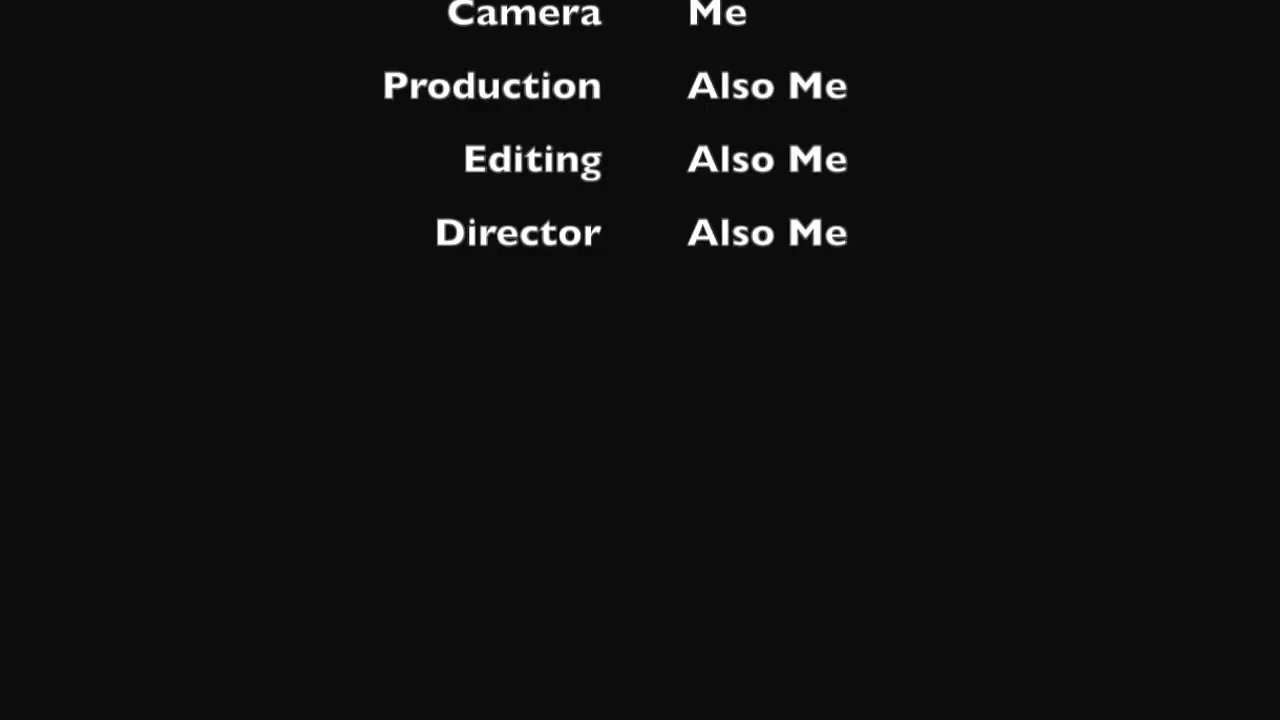 Camera Me
Production Also Me
Editing Also Me
Director Also Me